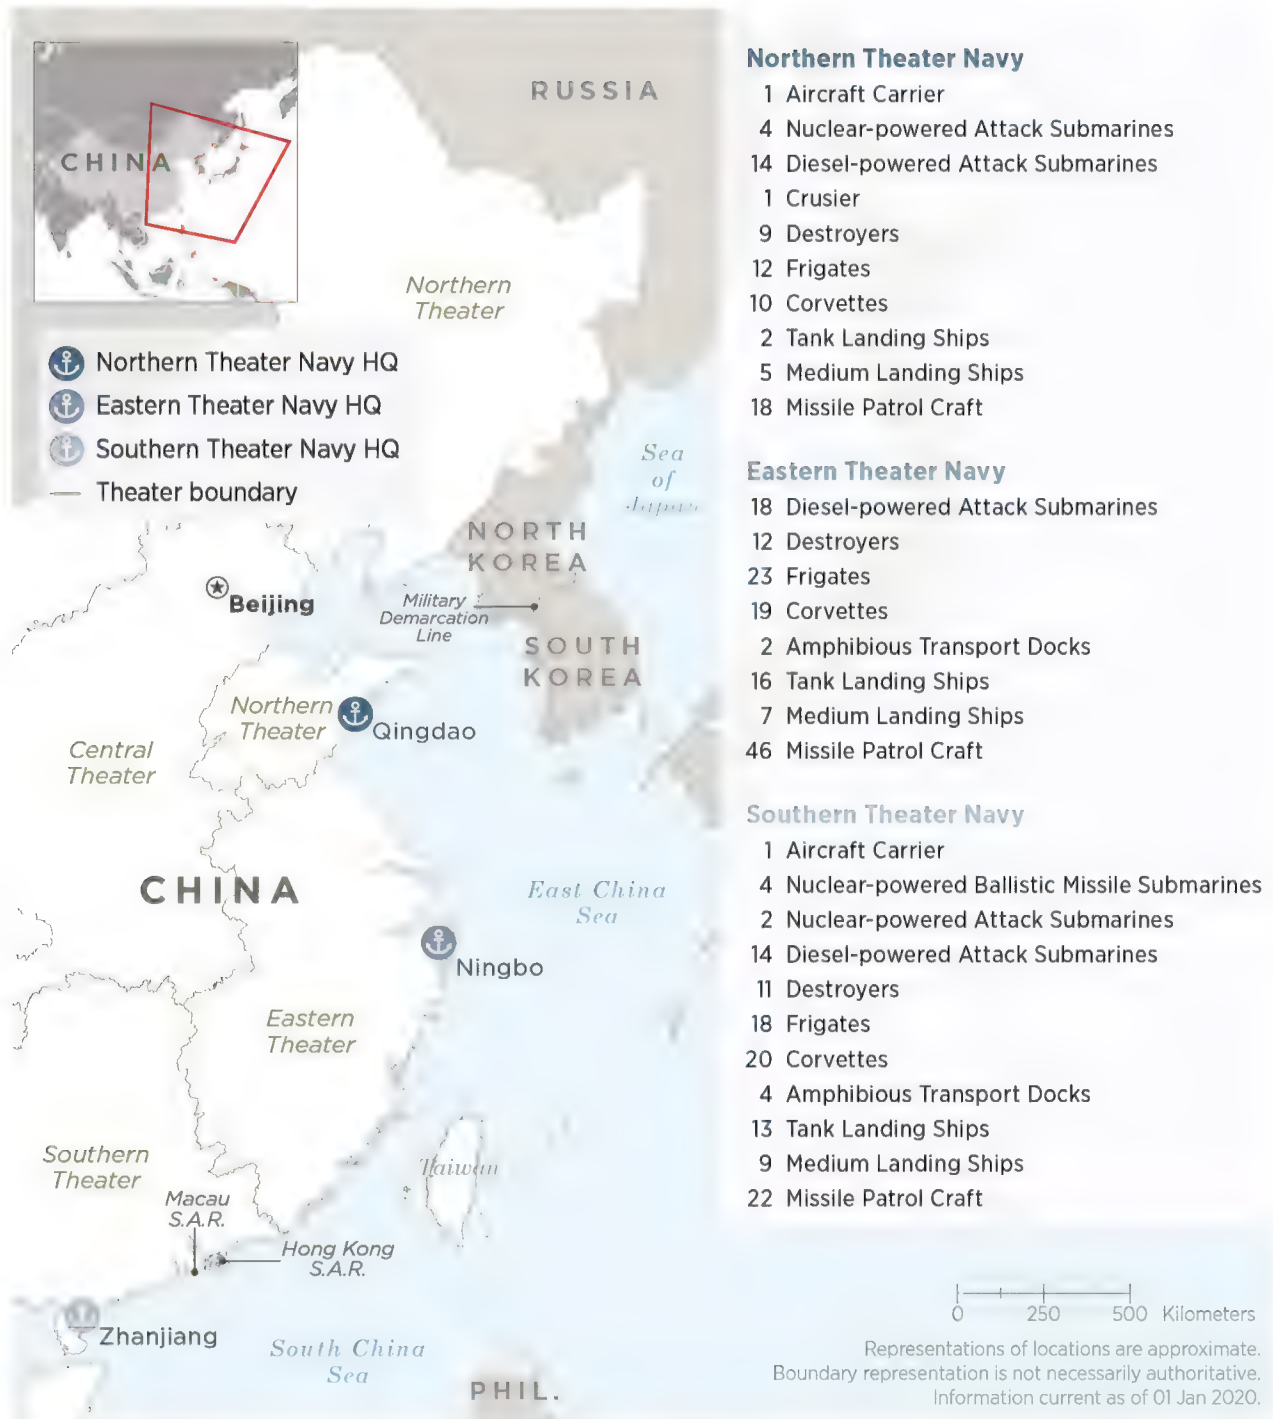 RUSSIA
CHINA
Northern
Theater
Northern Theater Navy HQ
Eastern Theater Navy HQ
Southern Theater Navy HQ
Theater boundary
Sea
of
Japan
NORTH
KOREA
Beijing
Military
Demarcation
Line
SOUTH
KOREA
Northern
Theater
Qingdao
Central
Theater
CHINA
East China
Sea
Ningbo
Eastern
Theater
Southern
Theater
Taiwan
Macau
S.A.R.
Hong Kong
S.A.R.
Zhanjiang
South China
Sea
PHIL.
Northern Theater Navy
1 Aircraft Carrier
4 Nuclear-powered Attack Submarines
14 Diesel-powered Attack Submarines
1 Crusier
9 Destroyers
12 Frigates
10 Corvettes
2 Tank Landing Ships
5 Medium Landing Ships
18 Missile Patrol Craft
Eastern Theater Navy
18 Diesel-powered Attack Submarines
12 Destroyers
23 Frigates
19 Corvettes
2 Amphibious Transport Docks
16 Tank Landing Ships
7 Medium Landing Ships
46 Missile Patrol Craft
Southern Theater Navy
1 Aircraft Carrier
4 Nuclear-powered Ballistic Missile Submarines
2 Nuclear-powered Attack Submarines
14 Diesel-powered Attack Submarines
11 Destroyers
18 Frigates
20 Corvettes
4 Amphibious Transport Docks
13 Tank Landing Ships
9 Medium Landing Ships
22 Missile Patrol Craft
0 250 500 Kilometers
Representations of locations are approximate.
Boundary representation is not necessarily authoritative.
Information current as of 01 Jan 2020.